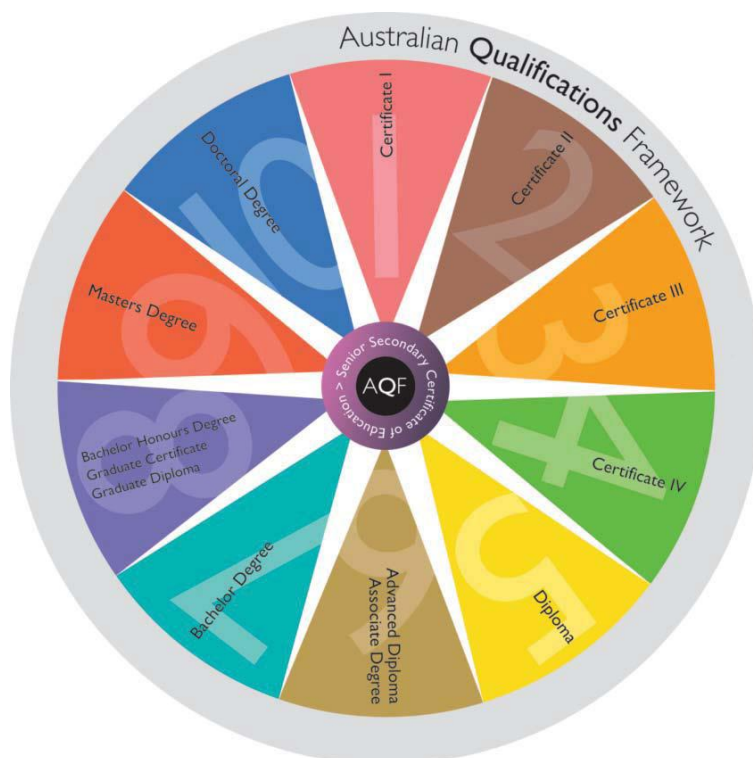 Australian Qualifications Framework
1
Certificate I
2
Certificate II
3
Certificate III
4
Certificate IV
5
Diploma
6
Advanced Diploma
Associate Degree
7
Bachelor Degree
8
Bachelor Honours Degree
Graduate Certificate
Graduate Diploma
9
Masters Degree
10
Doctoral Degree
Senior Secondary Certificate of Education >
AQF